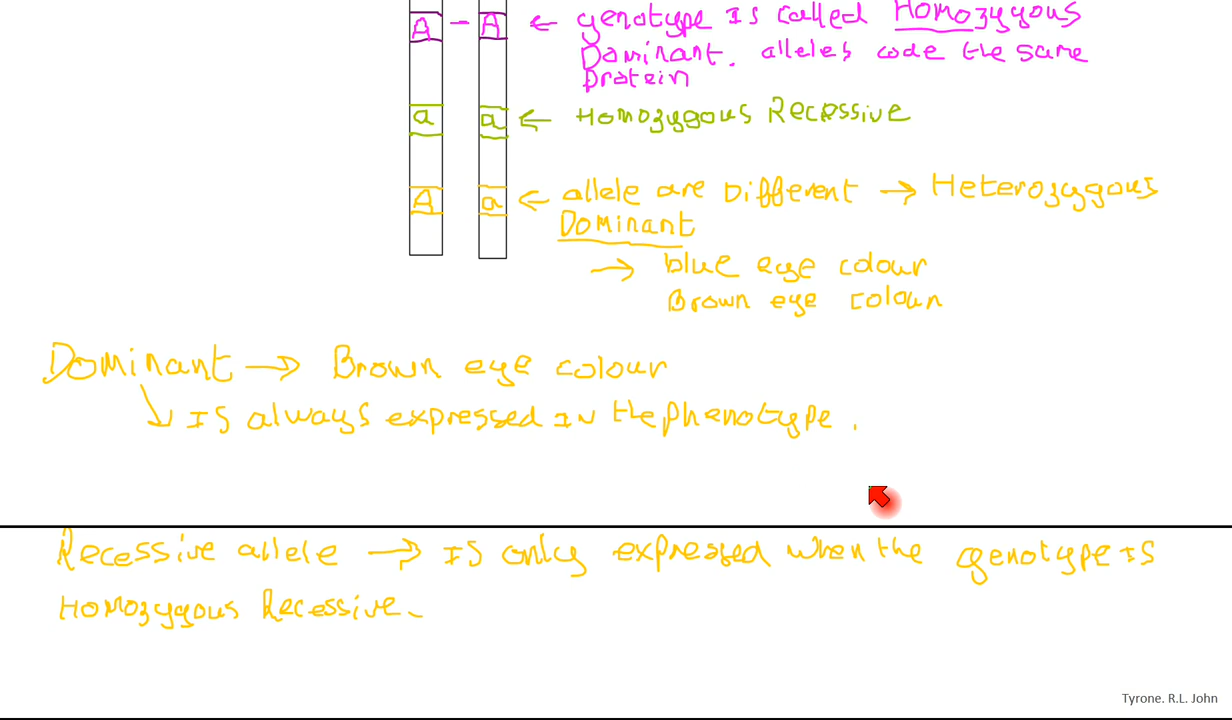 A - A ← genotype Is called Homozygous
Dominant. alleles code the same
protein
a a ← Homozygous Recessive
A a ← allele are Different → Heterozygous
Dominant
→ blue eye colour
Brown eye colour
Dominant → Brown eye colour
↘ Is always expressed In the phenotype.
Recessive allele → Is only expressed when the genotype Is
Homozygous Recessive.
Tyrone. R.L. John